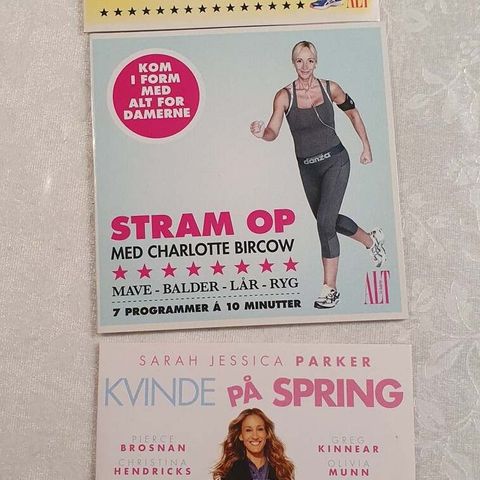 ALT
KOM
I FORM
MED
ALT FOR
DAMERNE
danza
STRAM OP
MED CHARLOTTE BIRCOW
MAVE - BALDER - LÅR - RYG
7 PROGRAMMER Á 10 MINUTTER
ALT
SARAH JESSICA PARKER
KVINDE PÅ SPRING
PIERCE
BROSNAN
GREG
KINNEAR
CHRISTINA
HENDRICKS
OLIVIA
MUNN